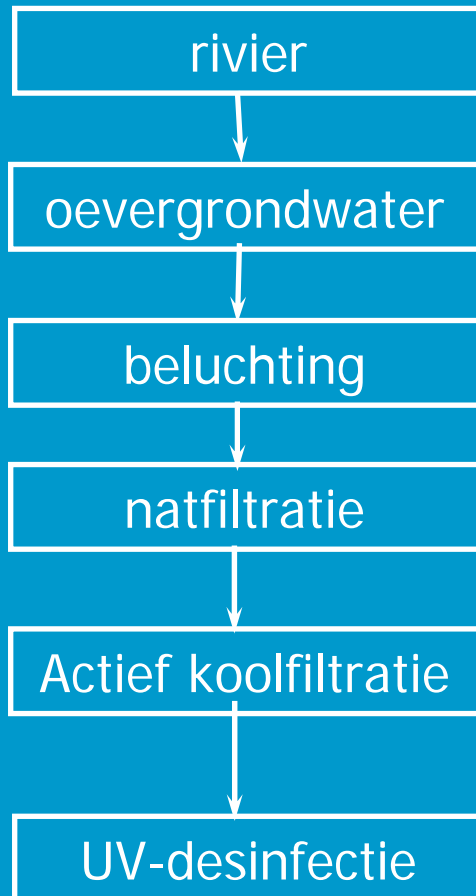 rivier
oevergrondwater
beluchting
natfiltratie
Actief koolfiltratie
UV-desinfectie